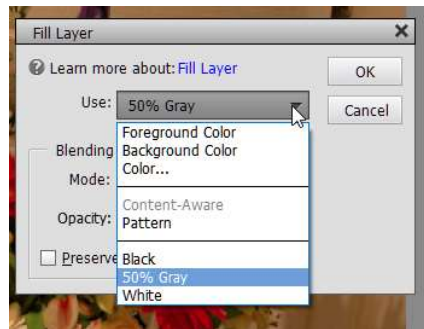 Fill Layer
Learn more about: Fill Layer
OK
Use: 50% Gray
Cancel
Foreground Color
Blending
Background Color
Color...
Mode:
Content-Aware
Opacity:
Pattern
Preserve
Black
50% Gray
White